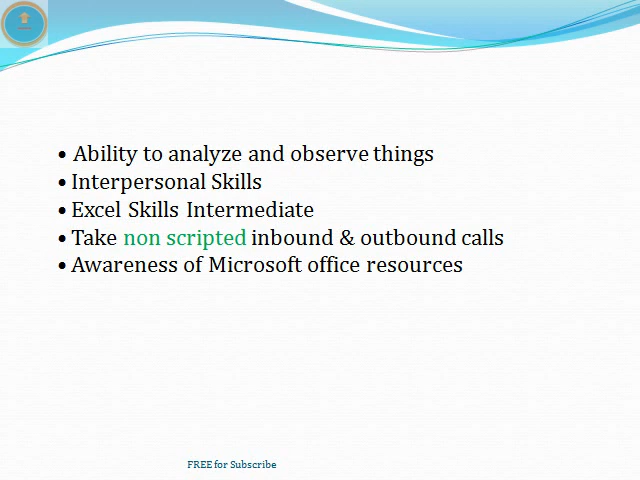 • Ability to analyze and observe things
• Interpersonal Skills
• Excel Skills Intermediate
• Take non scripted inbound & outbound calls
• Awareness of Microsoft office resources
FREE for Subscribe